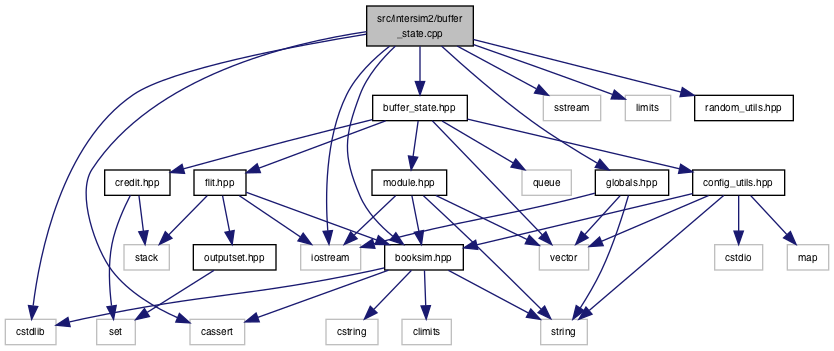 src/intersim2/buffer
_state.cpp
buffer_state.hpp
sstream
limits
random_utils.hpp
credit.hpp
flit.hpp
module.hpp
queue
globals.hpp
config_utils.hpp
stack
outputset.hpp
iostream
booksim.hpp
vector
cstdio
map
cstdlib
set
cassert
cstring
climits
string